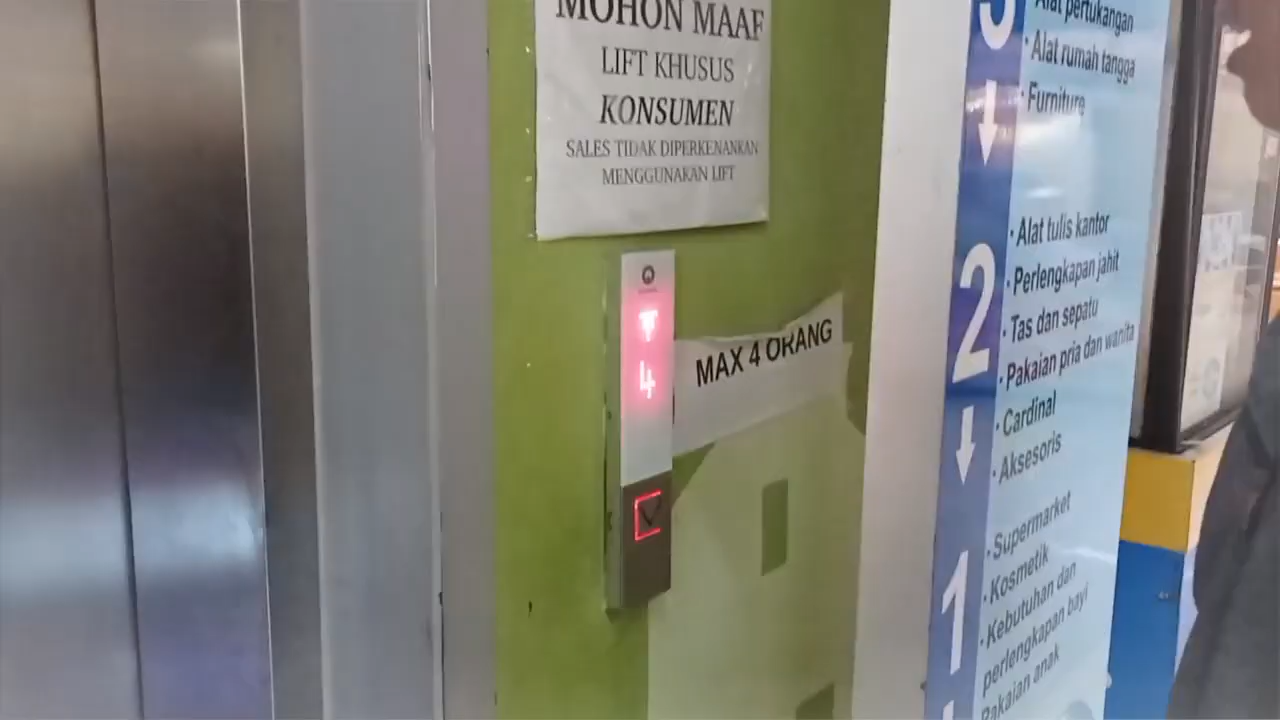 MOHON MAAF
LIFT KHUSUS
KONSUMEN
SALES TIDAK DIPERKENANKAN
MENGGUNAKAN LIFT
4
MAX 4 ORANG
3
Alat pertukangan
· Alat rumah tangga
· Furniture
2
· Alat tulis kantor
· Perlengkapan jahit
· Tas dan sepatu
· Pakaian pria dan wanita
· Cardinal
· Aksesoris
1
· Supermarket
· Kosmetik
· Kebutuhan dan
perlengkapan bayi
Pakaian anak